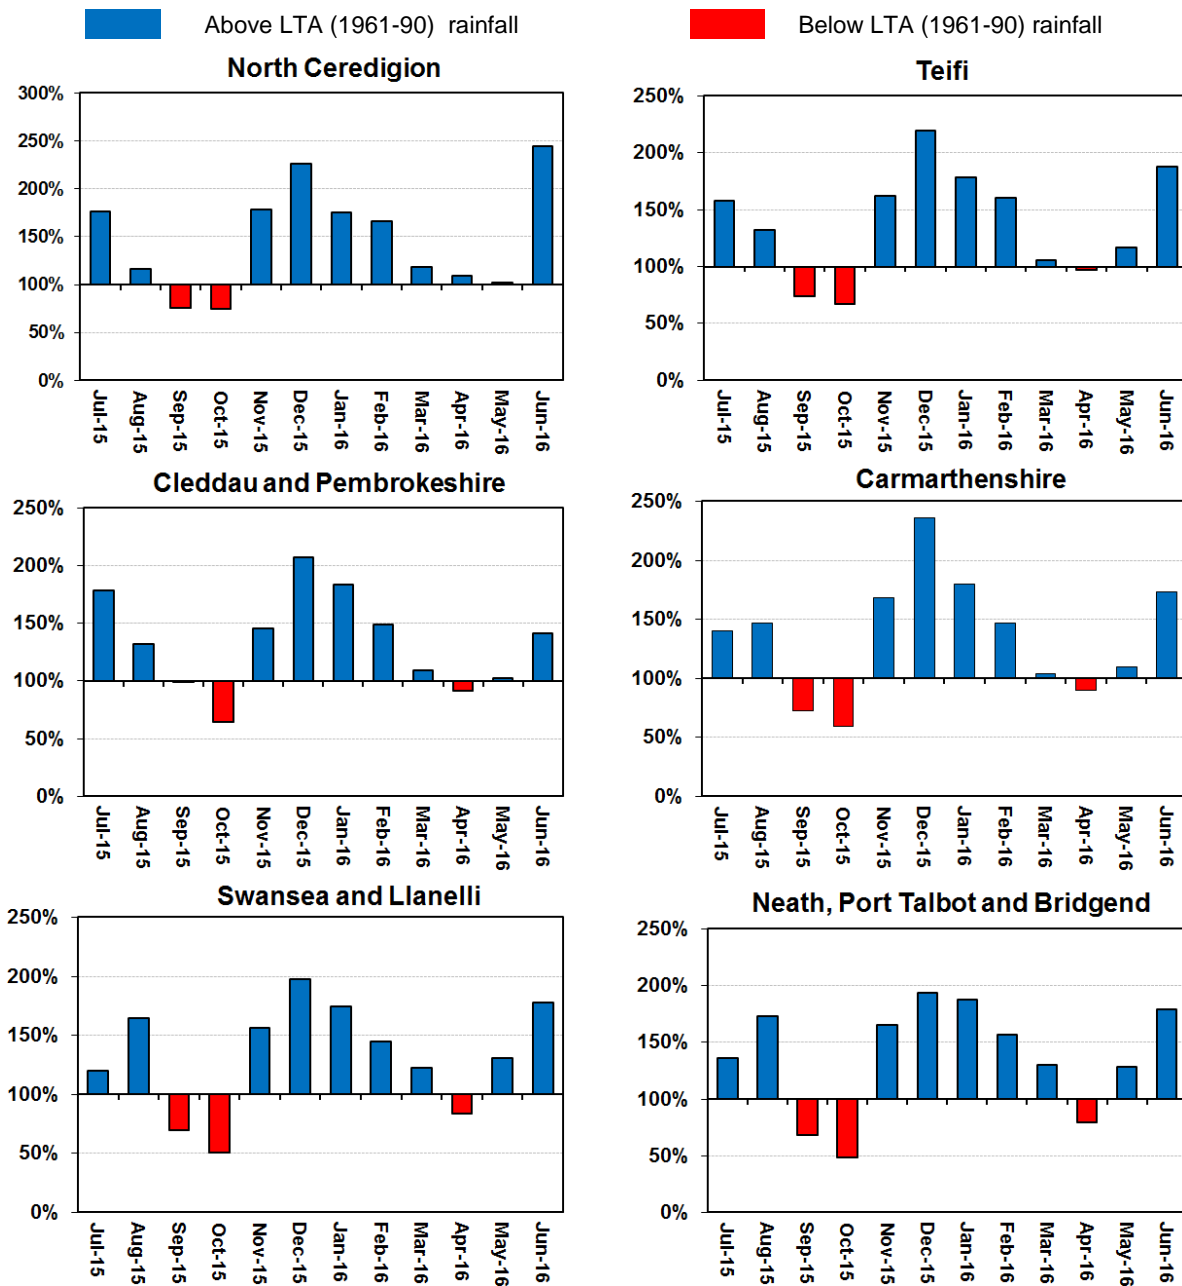 Above LTA (1961-90) rainfall
Below LTA (1961-90) rainfall
North Ceredigion
300%
250%
200%
150%
100%
50%
0%
Jul-15
Aug-15
Sep-15
Oct-15
Nov-15
Dec-15
Jan-16
Feb-16
Mar-16
Apr-16
May-16
Jun-16
Teifi
250%
200%
150%
100%
50%
0%
Jul-15
Aug-15
Sep-15
Oct-15
Nov-15
Dec-15
Jan-16
Feb-16
Mar-16
Apr-16
May-16
Jun-16
Cleddau and Pembrokeshire
250%
200%
150%
100%
50%
0%
Jul-15
Aug-15
Sep-15
Oct-15
Nov-15
Dec-15
Jan-16
Feb-16
Mar-16
Apr-16
May-16
Jun-16
Carmarthenshire
250%
200%
150%
100%
50%
0%
Jul-15
Aug-15
Sep-15
Oct-15
Nov-15
Dec-15
Jan-16
Feb-16
Mar-16
Apr-16
May-16
Jun-16
Swansea and Llanelli
250%
200%
150%
100%
50%
0%
Jul-15
Aug-15
Sep-15
Oct-15
Nov-15
Dec-15
Jan-16
Feb-16
Mar-16
Apr-16
May-16
Jun-16
Neath, Port Talbot and Bridgend
250%
200%
150%
100%
50%
0%
Jul-15
Aug-15
Sep-15
Oct-15
Nov-15
Dec-15
Jan-16
Feb-16
Mar-16
Apr-16
May-16
Jun-16